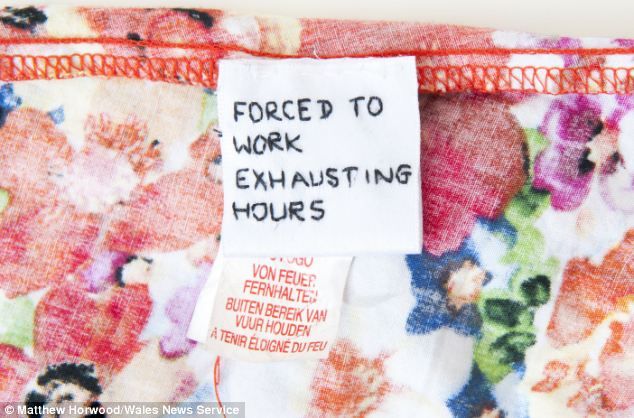 FORCED TO
WORK
EXHAUSTING
HOURS
VON FEUER
FERNHALTEN
BUITEN BEREIK VAN
VUUR HOUDEN
A TENIR ÉLOIGNÉ DU FEU
© Matthew Horwood/Wales News Service